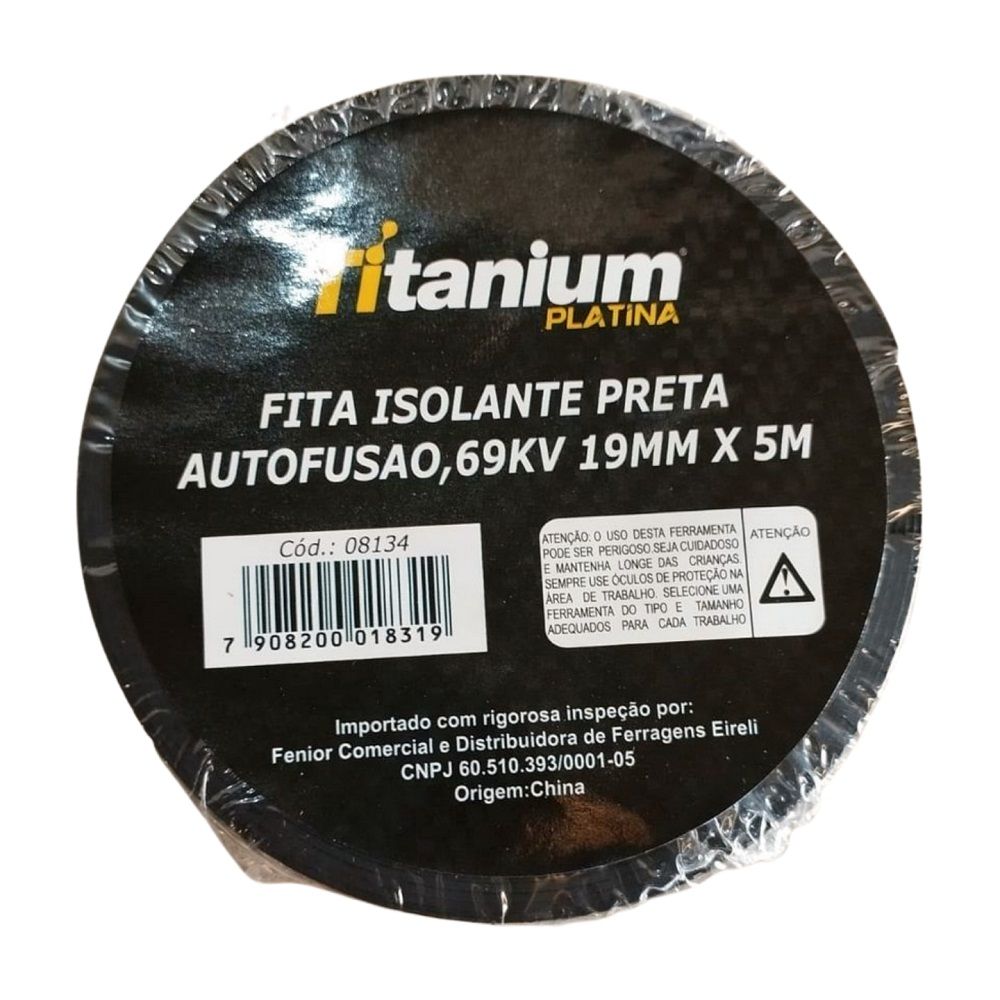 Titanium®
PLATINA
FITA ISOLANTE PRETA
AUTOFUSAO,69KV 19MM X 5M
Cód.: 08134
7 908200 018319
ATENÇÃO: O USO DESTA FERRAMENTA
PODE SER PERIGOSO.SEJA CUIDADOSO
E MANTENHA LONGE DAS CRIANÇAS.
SEMPRE USE ÓCULOS DE PROTEÇÃO NA
ÁREA DE TRABALHO. SELECIONE UMA
FERRAMENTA DO TIPO E TAMANHO
ADEQUADOS PARA CADA TRABALHO
ATENÇÃO
Importado com rigorosa inspeção por:
Fenior Comercial e Distribuidora de Ferragens Eireli
CNPJ 60.510.393/0001-05
Origem:China